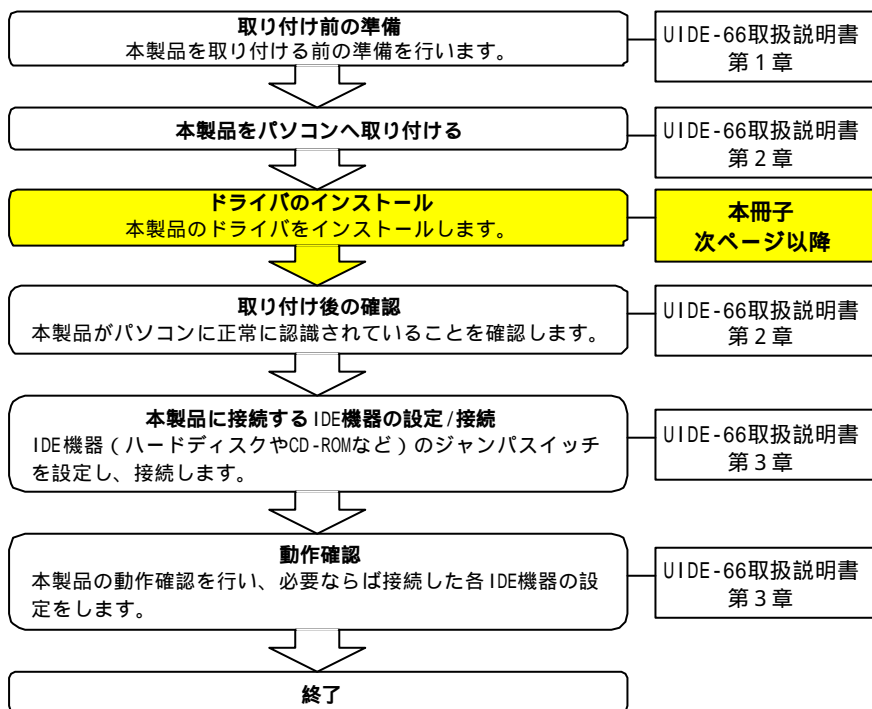 取り付け前の準備
本製品を取り付ける前の準備を行います。
UIDE-66取扱説明書
第1章
本製品をパソコンへ取り付ける
UIDE-66取扱説明書
第2章
ドライバのインストール
本製品のドライバをインストールします。
本冊子
次ページ以降
取り付け後の確認
本製品がパソコンに正常に認識されていることを確認します。
UIDE-66取扱説明書
第2章
本製品に接続するIDE機器の設定/接続
IDE機器(ハードディスクやCD-ROMなど)のジャンパスイッチ
を設定し、接続します。
UIDE-66取扱説明書
第3章
動作確認
本製品の動作確認を行い、必要ならば接続した各IDE機器の設
定をします。
UIDE-66取扱説明書
第3章
終了